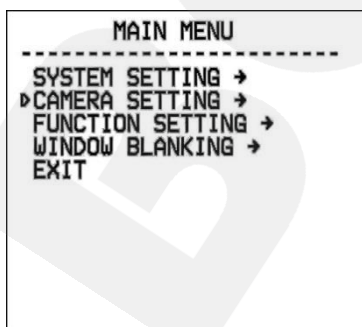 MAIN MENU
SYSTEM SETTING →
CAMERA SETTING →
FUNCTION SETTING →
WINDOW BLANKING →
EXIT